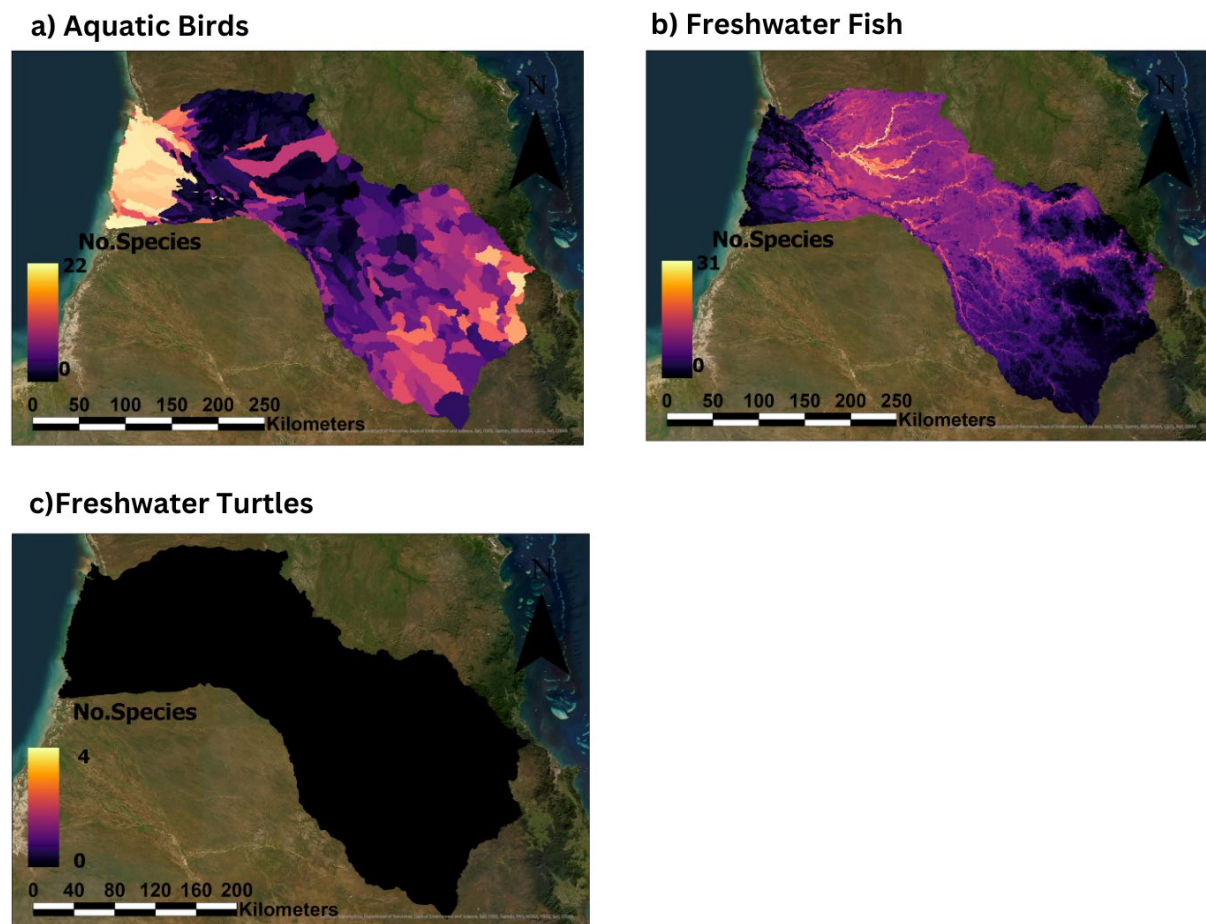 a) Aquatic Birds
N
No.Species
22
0
0 50 100 150 200 250
Kilometers
b) Freshwater Fish
N
No.Species
31
0
0 50 100 150 200 250
Kilometers
c)Freshwater Turtles
N
No.Species
4
0
0 40 80 120 160 200
Kilometers